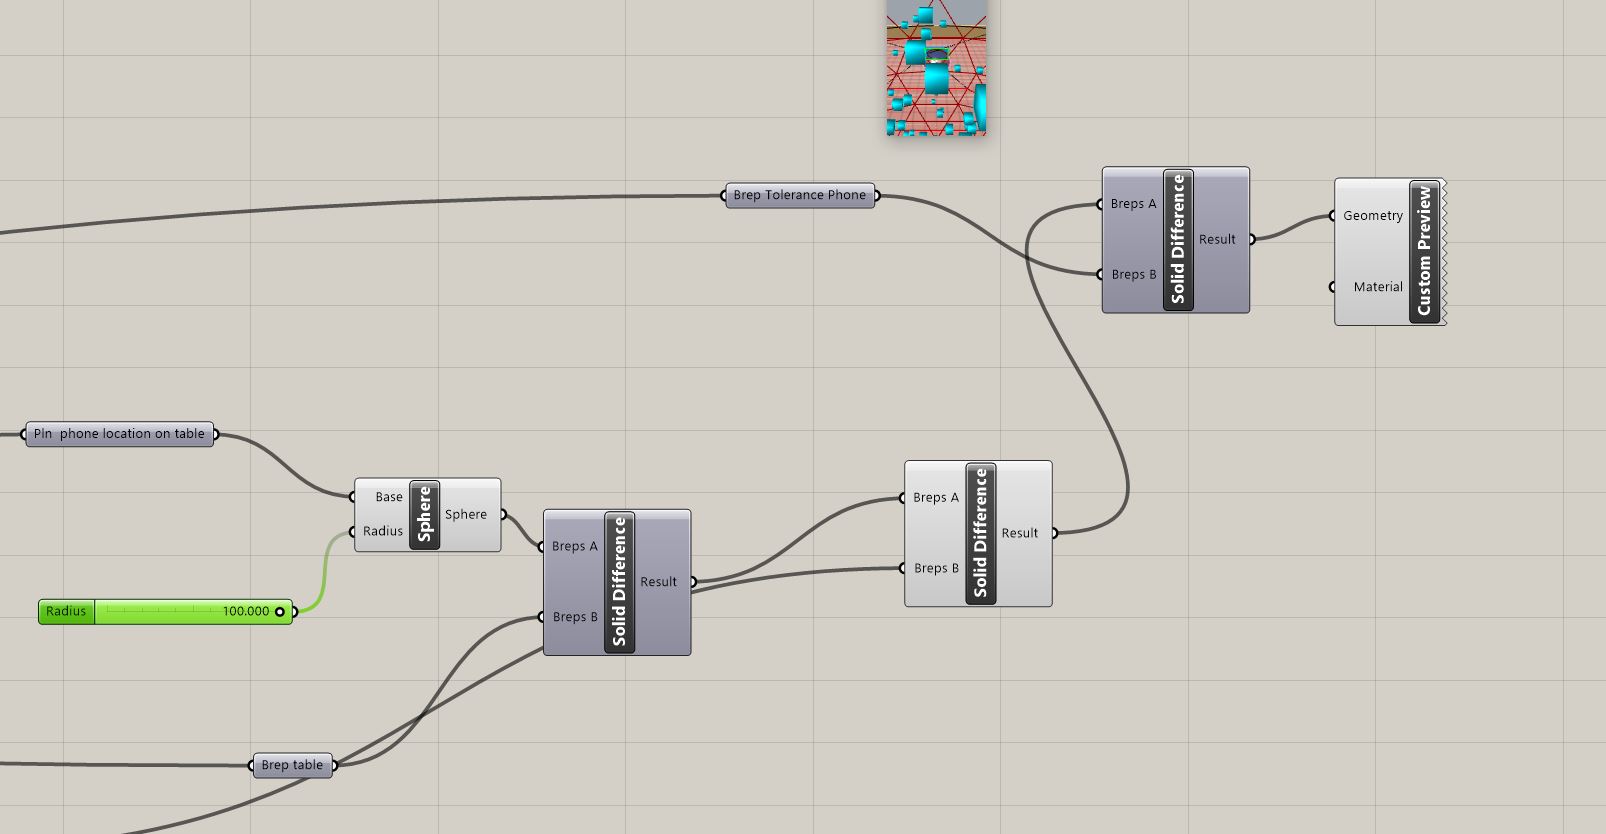 Brep Tolerance Phone
Breps A
Breps B
Solid Difference
Result
Geometry
Material
Custom Preview
Pln  phone location on table
Base
Radius
Sphere
Sphere
Radius
100.000
Breps A
Breps B
Solid Difference
Result
Breps A
Breps B
Solid Difference
Result
Brep table